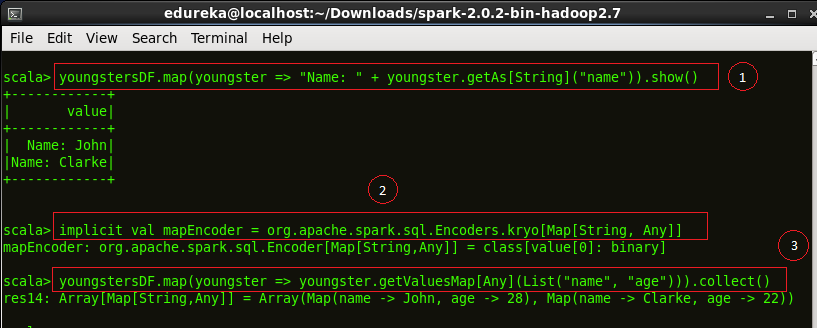 edureka@localhost:~/Downloads/spark-2.0.2-bin-hadoop2.7
File Edit View Search Terminal Help
scala> youngstersDF.map(youngster => "Name: " + youngster.getAs[String]("name")).show()
1
+------------+
|       value|
+------------+
|  Name: John|
|Name: Clarke|
+------------+
2
scala> implicit val mapEncoder = org.apache.spark.sql.Encoders.kryo[Map[String, Any]]
mapEncoder: org.apache.spark.sql.Encoder[Map[String,Any]] = class[value[0]: binary]
3
scala> youngstersDF.map(youngster => youngster.getValuesMap[Any](List("name", "age"))).collect()
res14: Array[Map[String,Any]] = Array(Map(name -> John, age -> 28), Map(name -> Clarke, age -> 22))